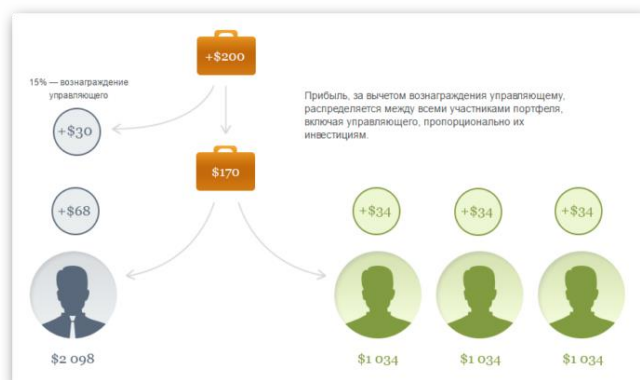 +$200
15% — вознаграждение
управляющего
Прибыль, за вычетом вознаграждения управляющему,
распределяется между всеми участниками портфеля,
включая управляющего, пропорционально их
инвестициям.
+$30
$170
+$68
+$34
+$34
+$34
$2 098
$1 034
$1 034
$1 034